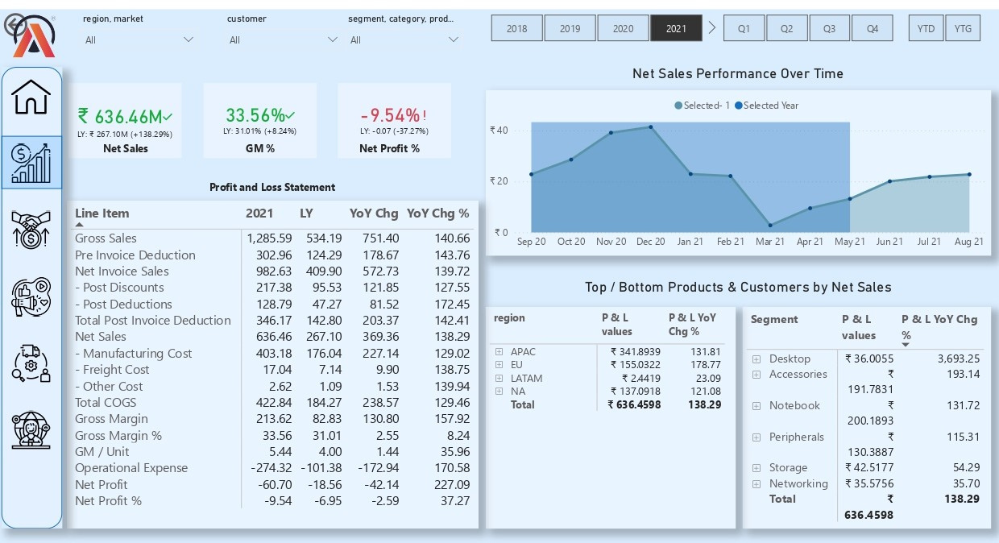 region, market
customer
segment, category, prod...
All
All
All
2018 2019 2020 2021 Q1 Q2 Q3 Q4 YTD YTG
₹ 636.46M
LY: ₹ 267.10M (+138.29%)
Net Sales
33.56%
LY: 31.01% (+8.24%)
GM %
-9.54%!
LY: -0.07 (-37.27%)
Net Profit %
Net Sales Performance Over Time
Selected- 1 Selected Year
₹ 40
₹ 20
₹ 0
Sep 20 Oct 20 Nov 20 Dec 20 Jan 21 Feb 21 Mar 21 Apr 21 May 21 Jun 21 Jul 21 Aug 21
Profit and Loss Statement
Line Item 2021 LY YoY Chg YoY Chg %
Gross Sales 1,285.59 534.19 751.40 140.66
Pre Invoice Deduction 302.96 124.29 178.67 143.76
Net Invoice Sales 982.63 409.90 572.73 139.72
- Post Discounts 217.38 95.53 121.85 127.55
- Post Deductions 128.79 47.27 81.52 172.45
Total Post Invoice Deduction 346.17 142.80 203.37 142.41
Net Sales 636.46 267.10 369.36 138.29
- Manufacturing Cost 403.18 176.04 227.14 129.02
- Freight Cost 17.04 7.14 9.90 138.75
- Other Cost 2.62 1.09 1.53 139.94
Total COGS 422.84 184.27 238.57 129.46
Gross Margin 213.62 82.83 130.80 157.92
Gross Margin % 33.56 31.01 2.55 8.24
GM / Unit 5.44 4.00 1.44 35.96
Operational Expense -274.32 -101.38 -172.94 170.58
Net Profit -60.70 -18.56 -42.14 227.09
Net Profit % -9.54 -6.95 -2.59 37.27
Top / Bottom Products & Customers by Net Sales
region P & L values P & L YoY Chg %
APAC ₹ 341.8939 131.81
EU ₹ 155.0322 178.77
LATAM ₹ 2.4419 23.09
NA ₹ 137.0918 121.08
Total ₹ 636.4598 138.29
Segment P & L values P & L YoY Chg %
Desktop ₹ 36.0055 3,693.25
Accessories ₹ 191.7831 193.14
Notebook ₹ 200.1893 131.72
Peripherals ₹ 130.3887 115.31
Storage ₹ 42.5177 54.29
Networking ₹ 35.5756 35.70
Total ₹ 636.4598 138.29